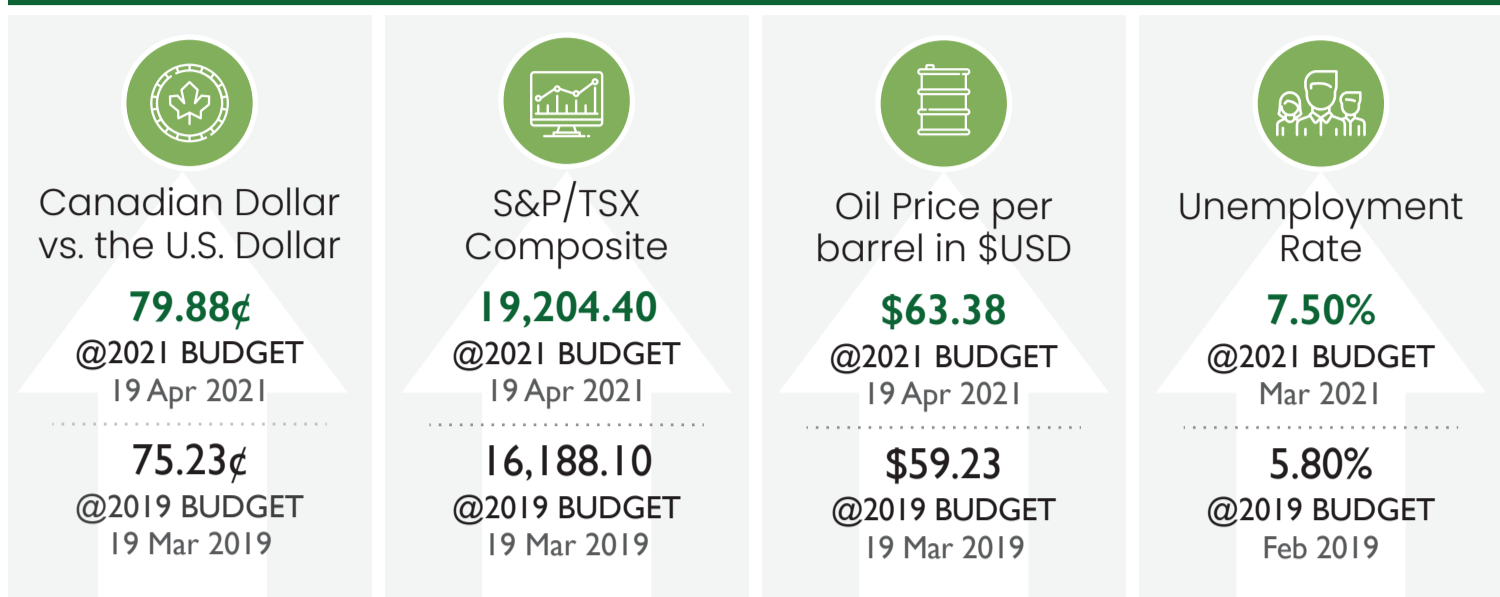 Canadian Dollar
vs. the U.S. Dollar
79.88¢
@2021 BUDGET
19 Apr 2021
75.23¢
@2019 BUDGET
19 Mar 2019
S&P/TSX
Composite
19,204.40
@2021 BUDGET
19 Apr 2021
16,188.10
@2019 BUDGET
19 Mar 2019
Oil Price per
barrel in $USD
$63.38
@2021 BUDGET
19 Apr 2021
$59.23
@2019 BUDGET
19 Mar 2019
Unemployment
Rate
7.50%
@2021 BUDGET
Mar 2021
5.80%
@2019 BUDGET
Feb 2019